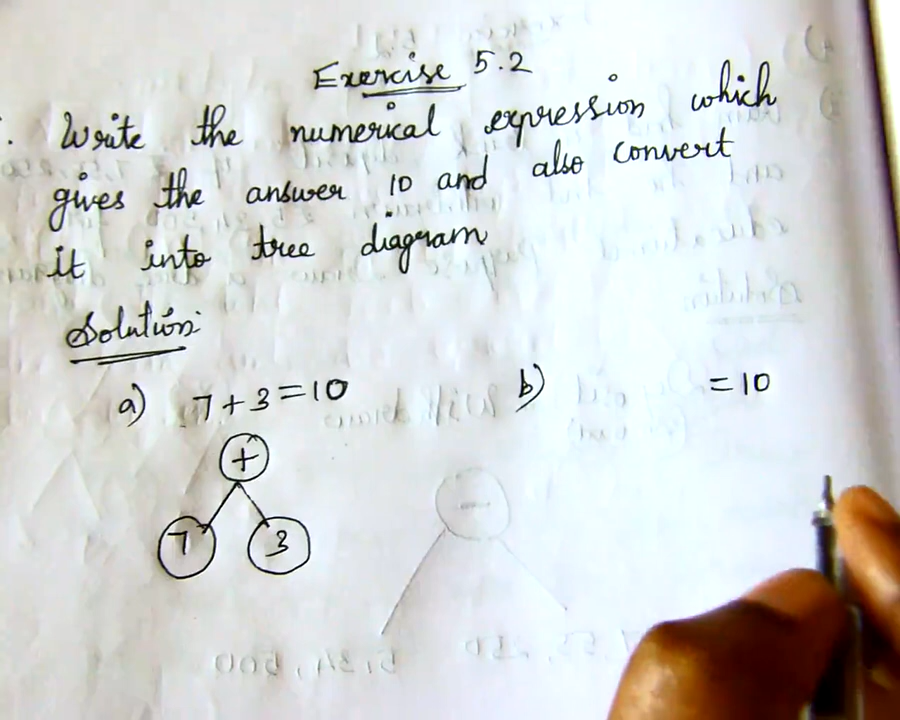 Exercise 5.2
Write the numerical expression which
gives the answer 10 and also convert
it into tree diagram
Solution:
a) 7+3=10 b) =10
+
7 3